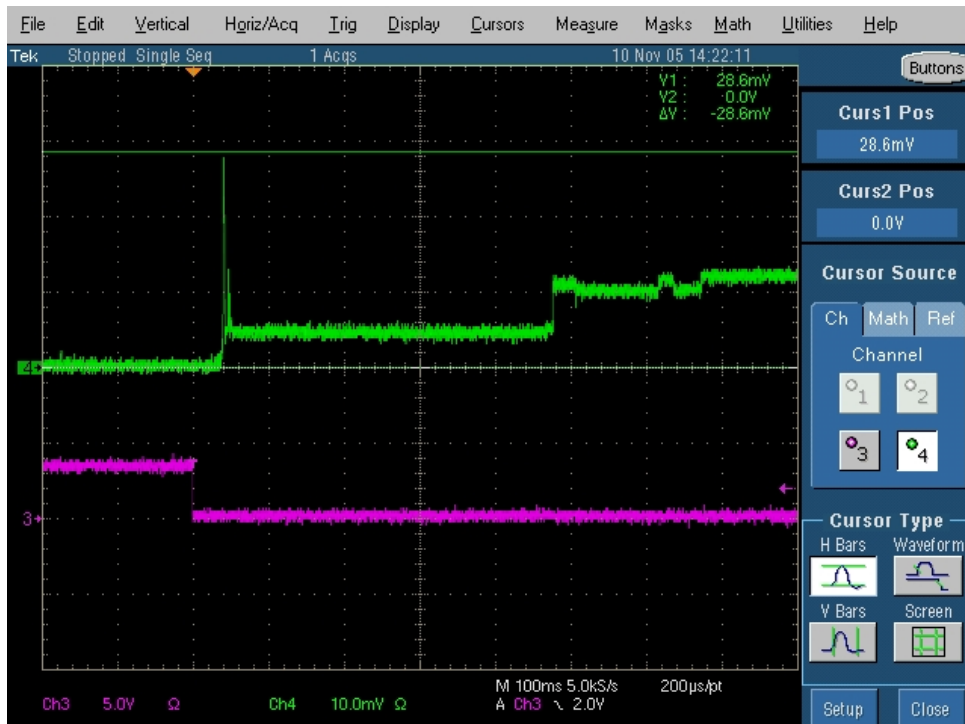 File Edit Vertical Horiz/Acq Trig Display Cursors Measure Masks Math Utilities Help
Tek Stopped Single Seq 1 Acqs 10 Nov 05 14:22:11
Buttons
V1 : 28.6mV
V2 : 0.0V
ΔV : -28.6mV
Curs1 Pos
28.6mV
Curs2 Pos
0.0V
Cursor Source
Ch Math Ref
Channel
1 2
3 4
4
3
Cursor Type
H Bars Waveform
V Bars Screen
Setup Close
M 100ms 5.0kS/s 200µs/pt
Ch3 5.0V Ω Ch4 10.0mV Ω A Ch3 \ 2.0V